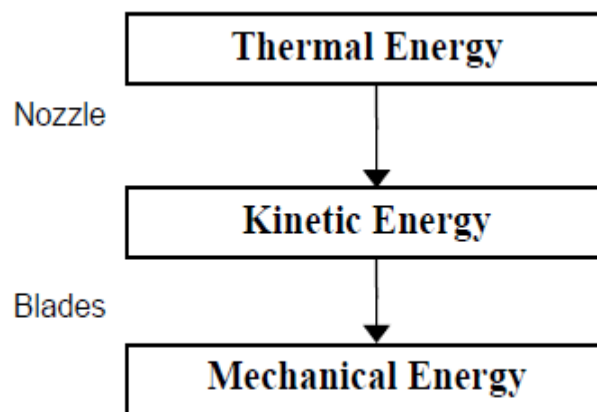 Thermal Energy
Nozzle
Kinetic Energy
Blades
Mechanical Energy